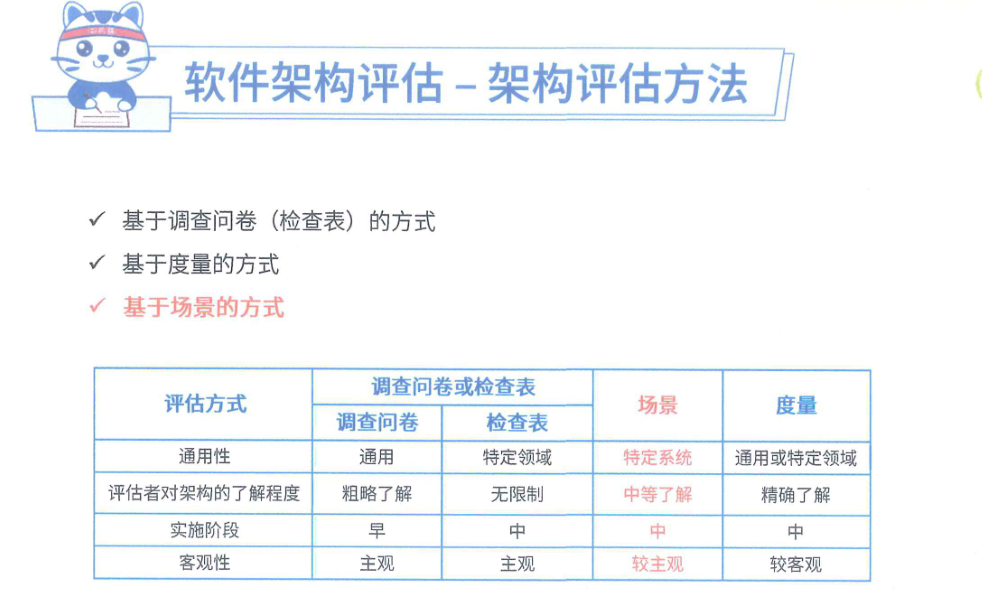 软件架构评估 – 架构评估方法
✓ 基于调查问卷（检查表）的方式
✓ 基于度量的方式
✓ 基于场景的方式
评估方式 调查问卷或检查表 场景 度量
调查问卷 检查表
通用性 通用 特定领域 特定系统 通用或特定领域
评估者对架构的了解程度 粗略了解 无限制 中等了解 精确了解
实施阶段 早 中 中 中
客观性 主观 主观 较主观 较客观